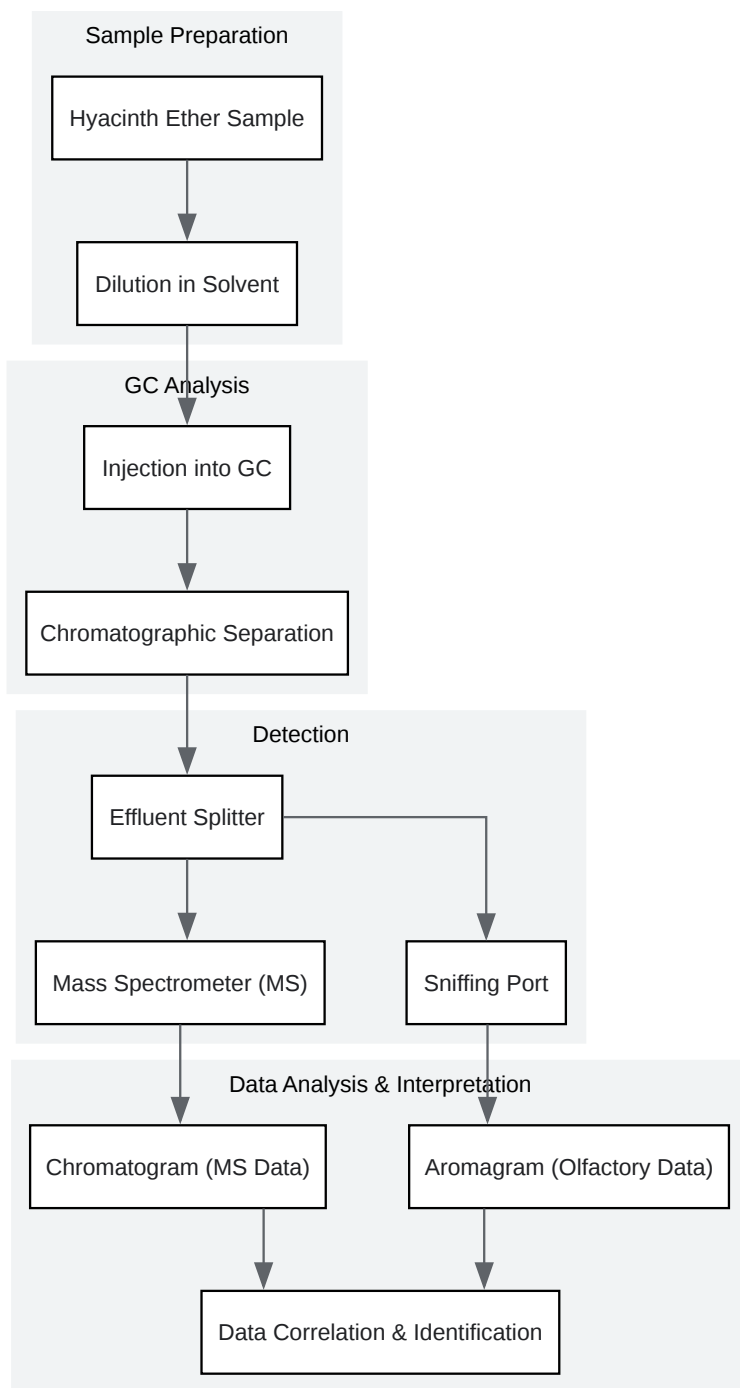 Sample Preparation
Hyacinth Ether Sample
Dilution in Solvent
GC Analysis
Injection into GC
Chromatographic Separation
Detection
Effluent Splitter
Mass Spectrometer (MS)
Sniffing Port
Data Analysis & Interpretation
Chromatogram (MS Data)
Aromagram (Olfactory Data)
Data Correlation & Identification